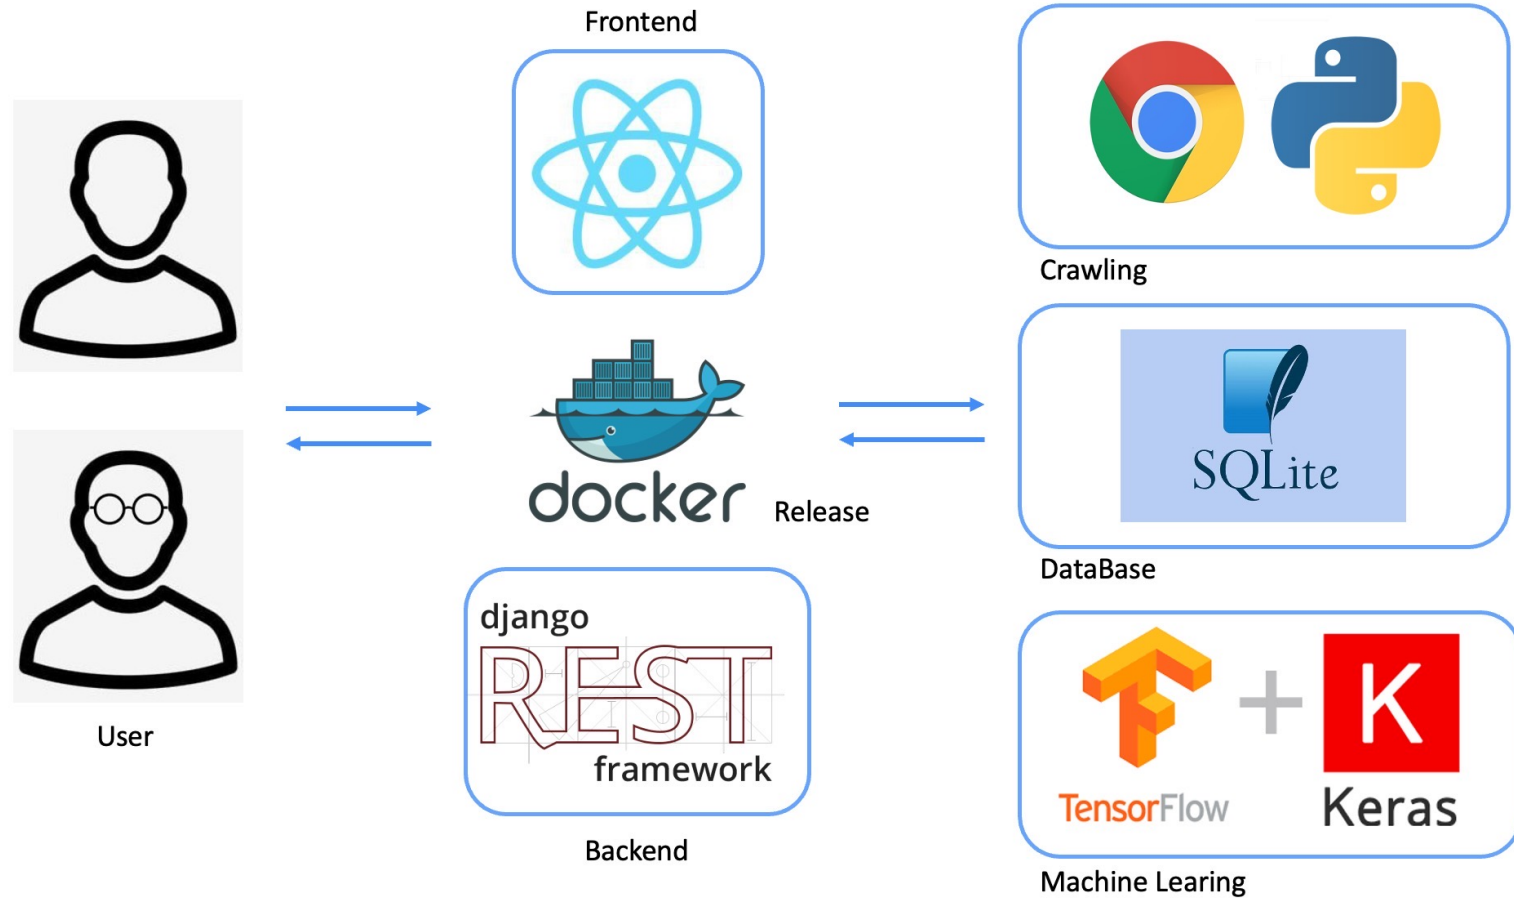 Frontend
Crawling
SQLite
docker
Release
DataBase
django
REST
framework
User
TensorFlow
K
Keras
Backend
Machine Learing